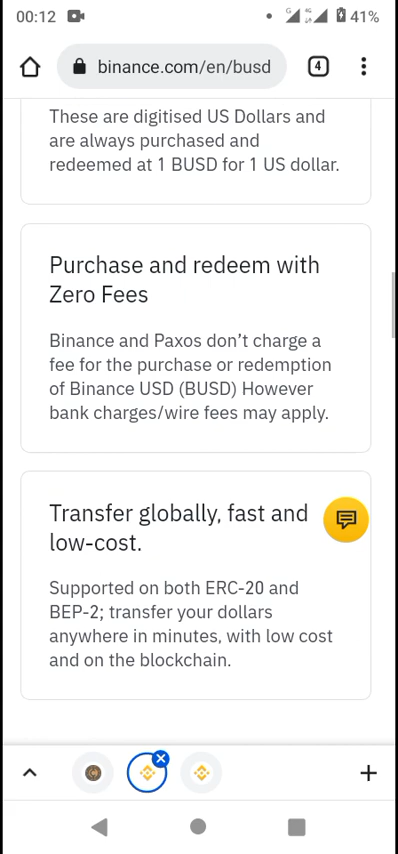 00:12
41%
binance.com/en/busd
4
These are digitised US Dollars and
are always purchased and
redeemed at 1 BUSD for 1 US dollar.
Purchase and redeem with
Zero Fees
Binance and Paxos don’t charge a
fee for the purchase or redemption
of Binance USD (BUSD) However
bank charges/wire fees may apply.
Transfer globally, fast and
low-cost.
Supported on both ERC-20 and
BEP-2; transfer your dollars
anywhere in minutes, with low cost
and on the blockchain.